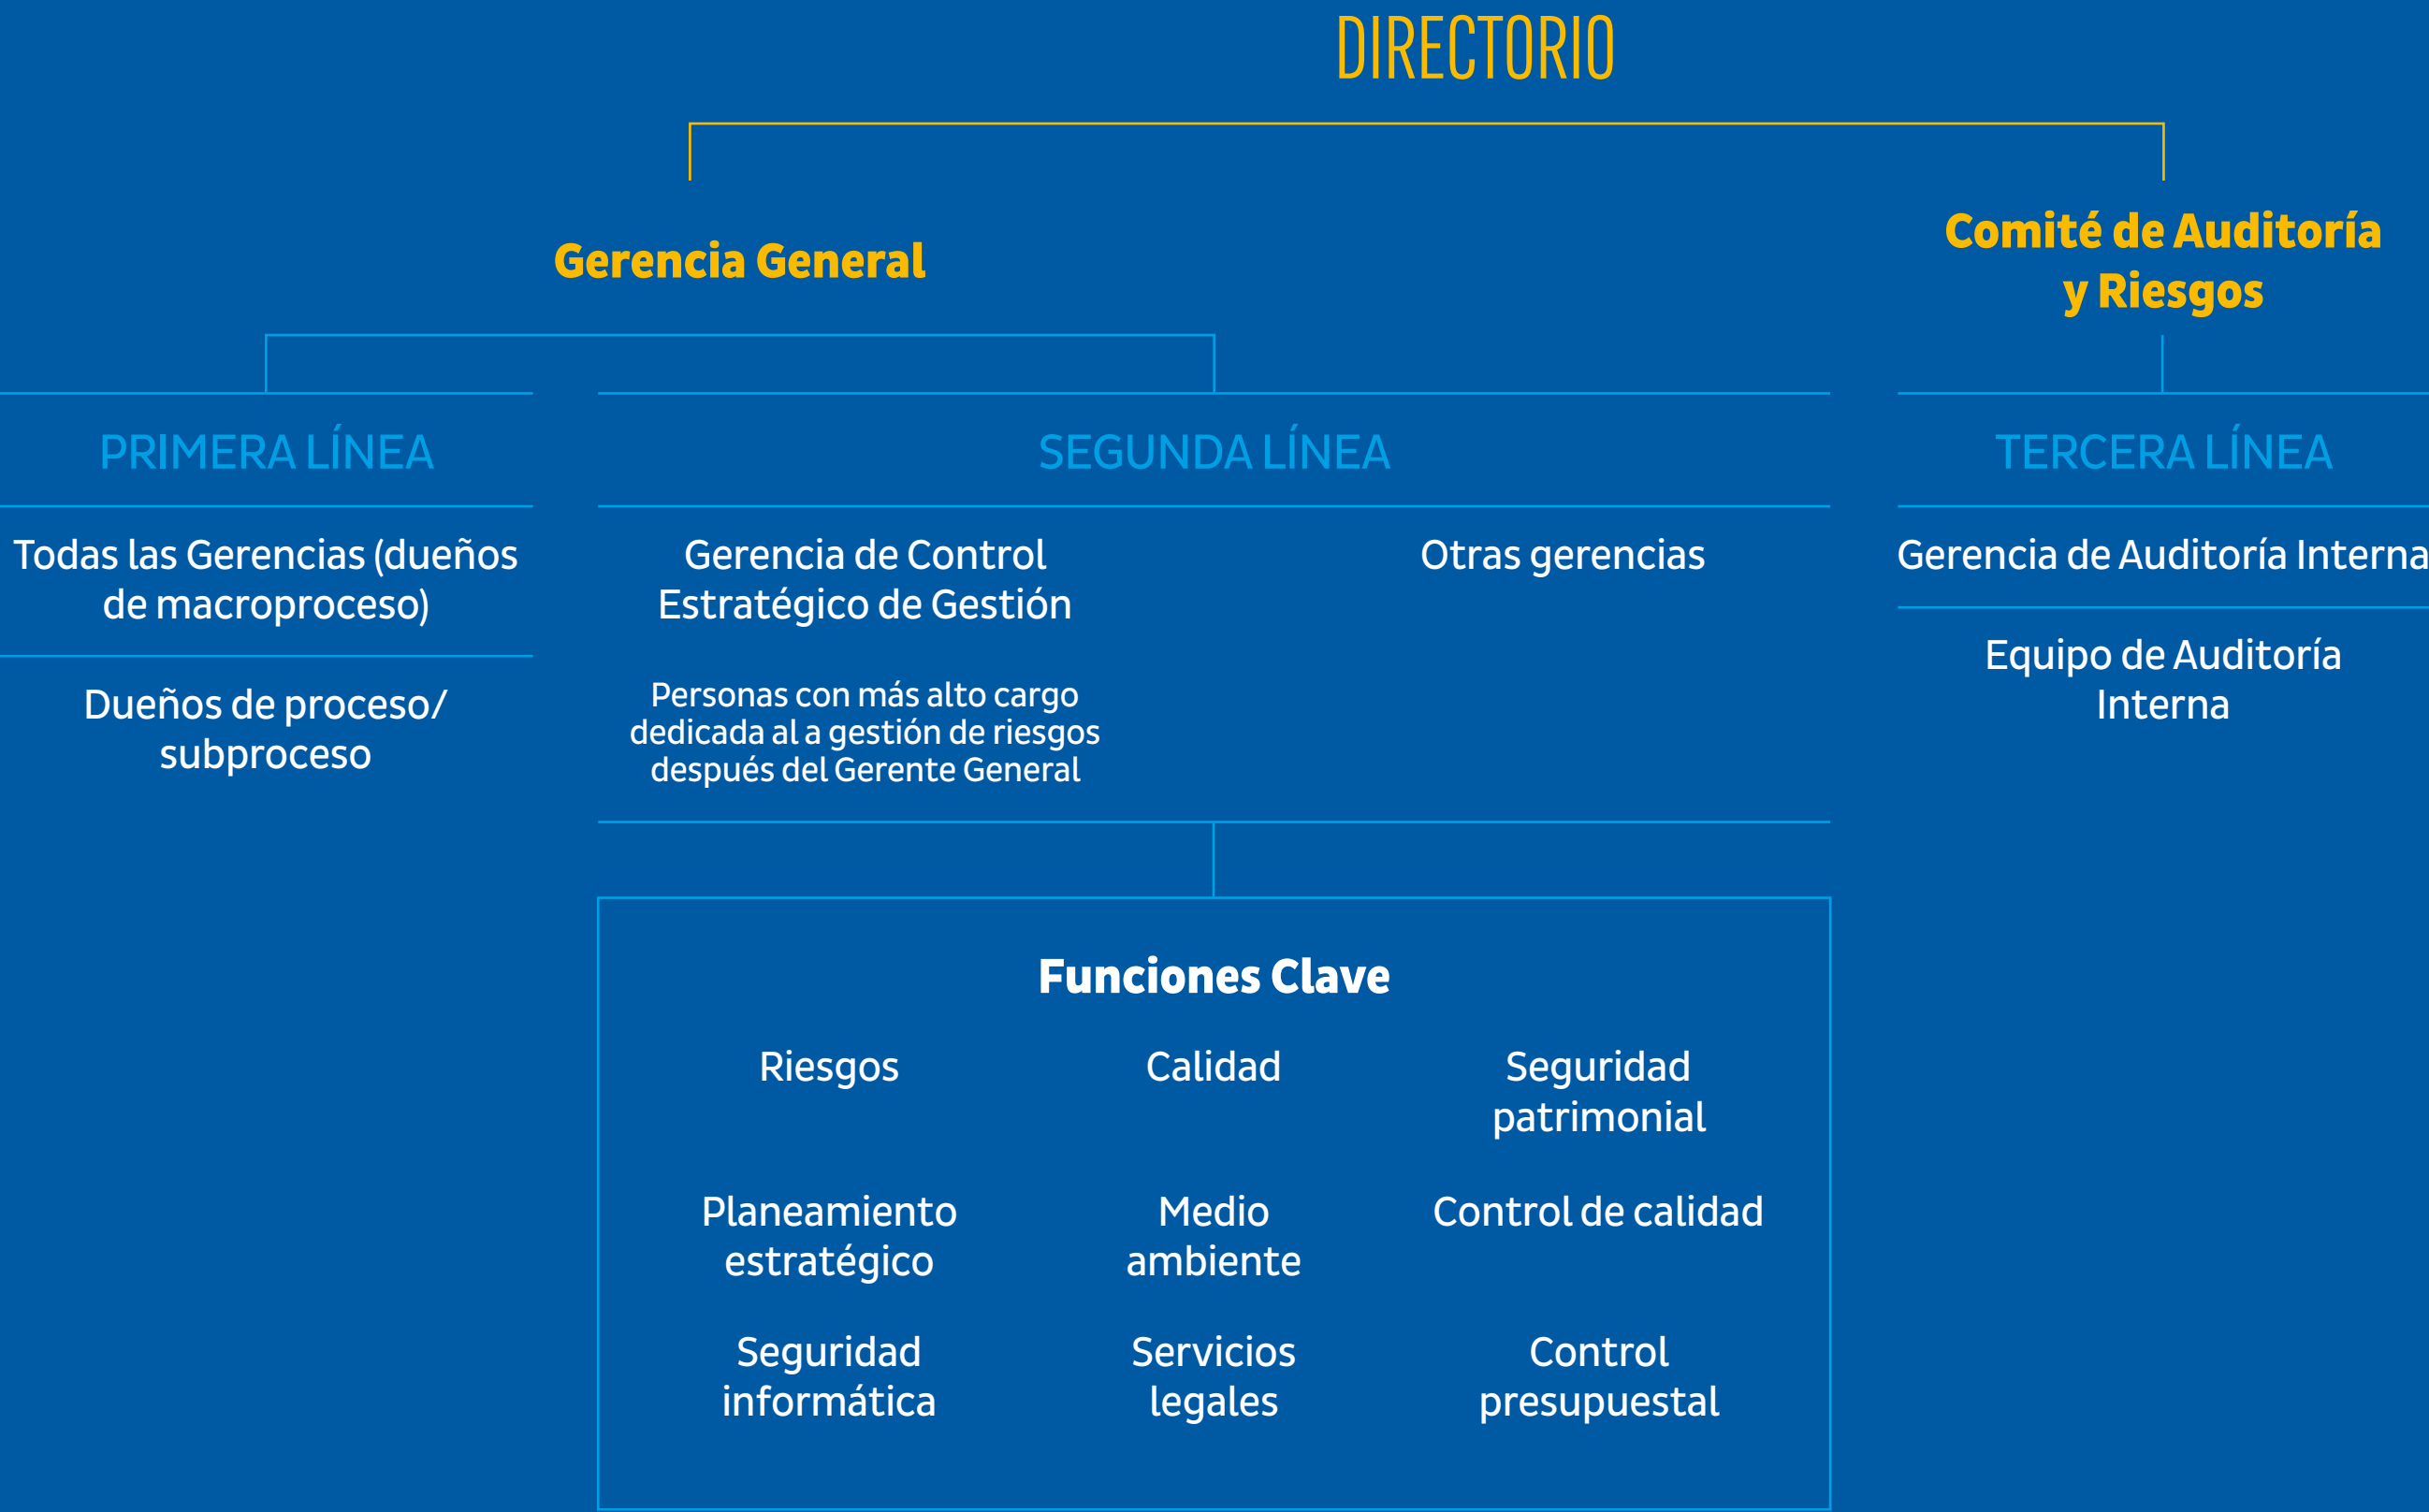 DIRECTORIO
Gerencia General
Comité de Auditoría
y Riesgos
PRIMERA LÍNEA
Todas las Gerencias (dueños
de macroproceso)
Dueños de proceso/
subproceso
SEGUNDA LÍNEA
Gerencia de Control
Estratégico de Gestión
Personas con más alto cargo
dedicada al a gestión de riesgos
después del Gerente General
Otras gerencias
Funciones Clave
Riesgos
Calidad
Seguridad
patrimonial
Planeamiento
estratégico
Medio
ambiente
Control de calidad
Seguridad
informática
Servicios
legales
Control
presupuestal
TERCERA LÍNEA
Gerencia de Auditoría Interna
Equipo de Auditoría
Interna